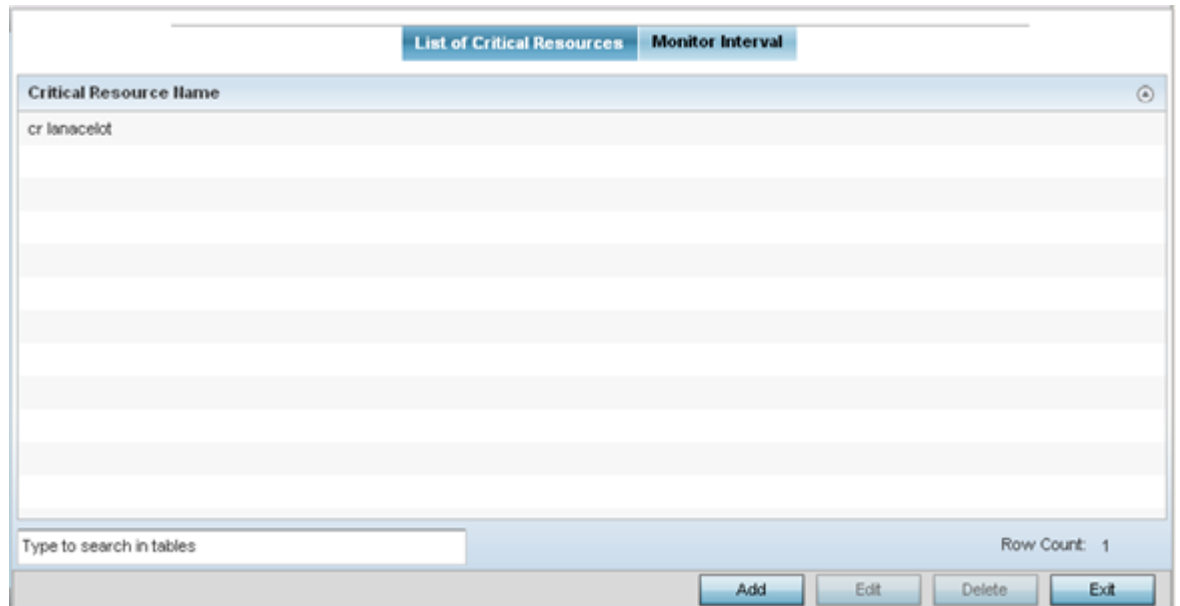 List of Critical Resources Monitor Interval
Critical Resource Name
cr lanacelot
Type to search in tables Row Count: 1
Add Edit Delete Exit